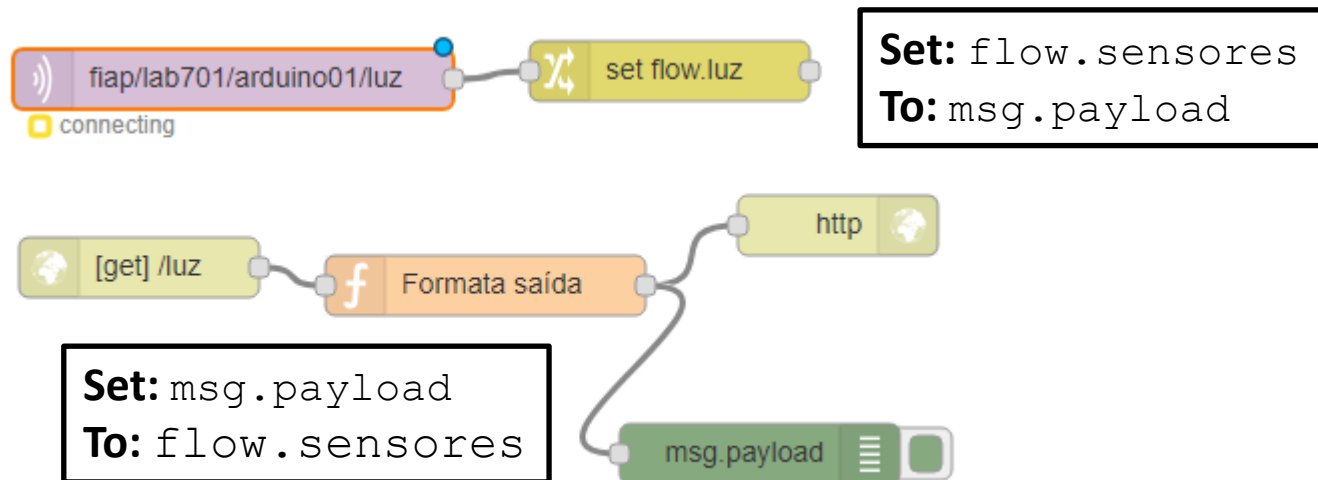 fiap/lab701/arduino01/luz
set flow.luz
connecting
Set: flow.sensores
To: msg.payload
[get] /luz
Formata saída
http
Set: msg.payload
To: flow.sensores
msg.payload